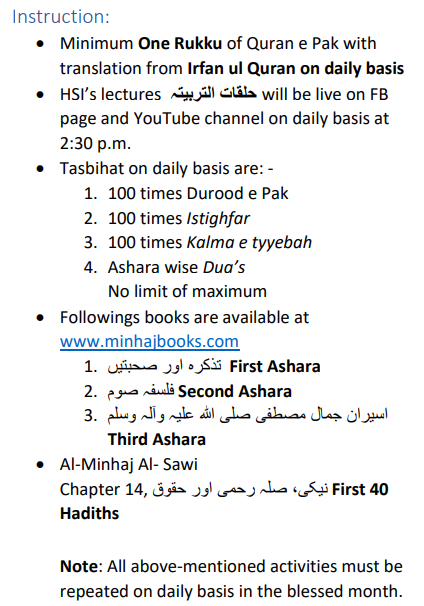 Instruction:
• Minimum One Rukku of Quran e Pak with
translation from Irfan ul Quran on daily basis
• HSI's lectures حلقات التربیتہ will be live on FB
page and YouTube channel on daily basis at
2:30 p.m.
• Tasbihat on daily basis are: -
1. 100 times Durood e Pak
2. 100 times Istighfar
3. 100 times Kalma e tyyebah
4. Ashara wise Dua's
No limit of maximum
• Followings books are available at
www.minhajbooks.com
1. تذکرہ اور صحبتیں First Ashara
2. فلسفہ صوم Second Ashara
3. اسیران جمال مصطفی صلی اللہ علیہ وآلہ وسلم
Third Ashara
• Al-Minhaj Al- Sawi
Chapter 14, نیکی، صلہ رحمی اور حقوق First 40
Hadiths
Note: All above-mentioned activities must be
repeated on daily basis in the blessed month.